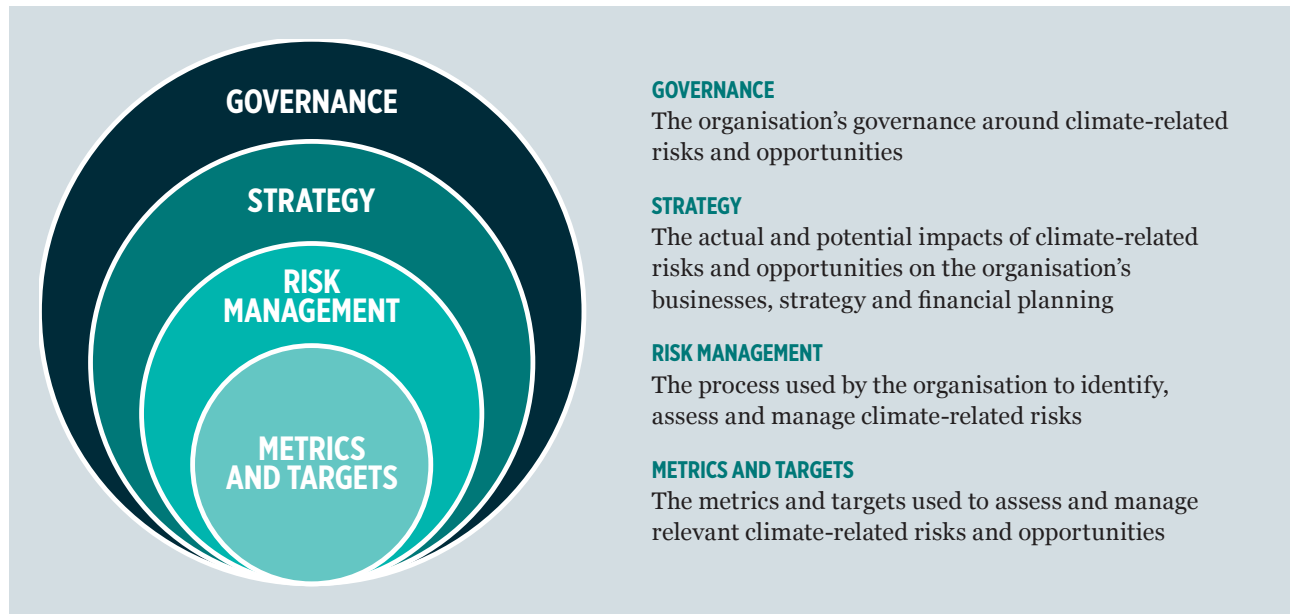 GOVERNANCE
STRATEGY
RISK
MANAGEMENT
METRICS
AND TARGETS
GOVERNANCE
The organisation’s governance around climate-related
risks and opportunities
STRATEGY
The actual and potential impacts of climate-related
risks and opportunities on the organisation’s
businesses, strategy and financial planning
RISK MANAGEMENT
The process used by the organisation to identify,
assess and manage climate-related risks
METRICS AND TARGETS
The metrics and targets used to assess and manage
relevant climate-related risks and opportunities